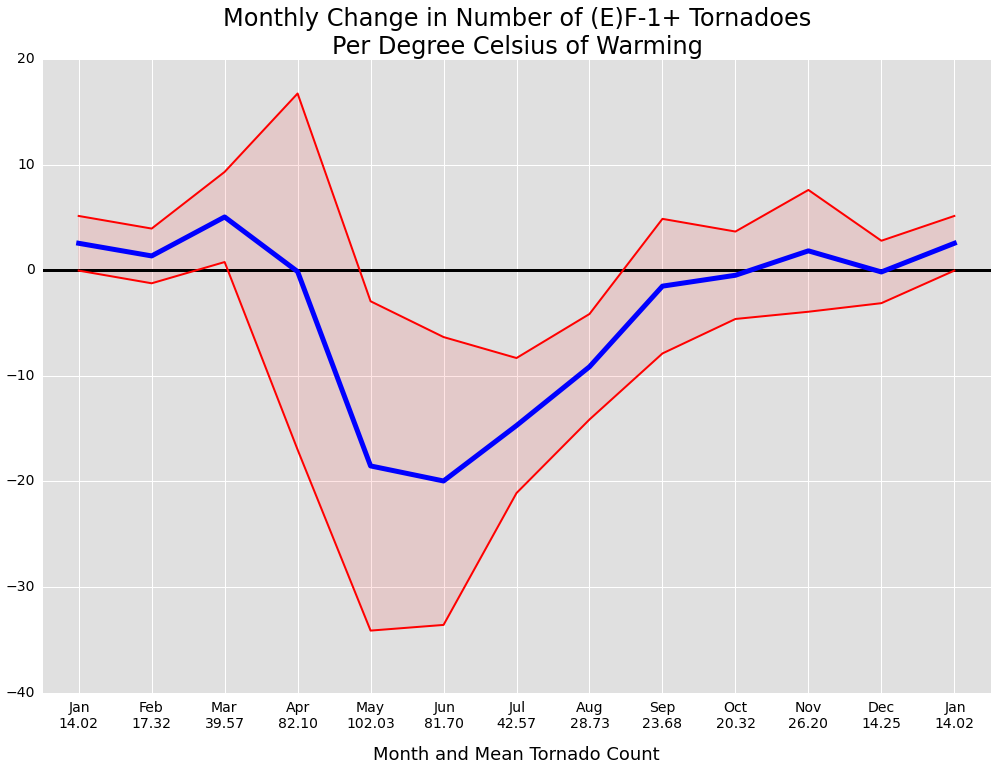 Monthly Change in Number of (E)F-1+ Tornadoes
Per Degree Celsius of Warming
20
10
0
−10
−20
−30
−40
Jan Feb Mar Apr May Jun Jul Aug Sep Oct Nov Dec Jan
14.02 17.32 39.57 82.10 102.03 81.70 42.57 28.73 23.68 20.32 26.20 14.25 14.02
Month and Mean Tornado Count